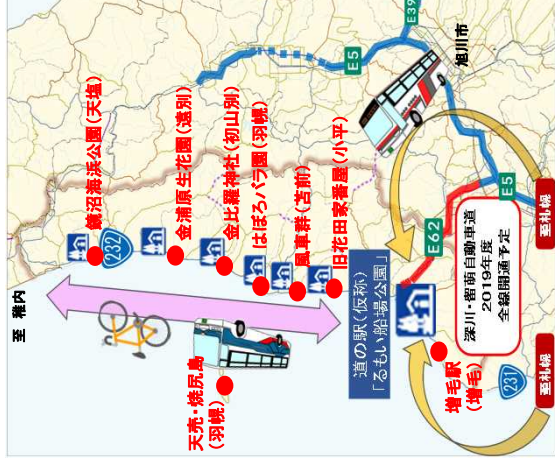 至 稚内
鏡沼海浜公園(天塩)
232
金浦原生花園(遠別)
金比羅神社(初山別)
はぼろバラ園(羽幌)
風車群(苫前)
旧花田家番屋(小平)
天売・焼尻島
(羽幌)
道の駅(仮称)
「るもい船場公園」
増毛駅
(増毛)
231
E62
深川・留萌自動車道
2019年度
全線開通予定
E5
E5
E39
旭川市
至札幌
至札幌